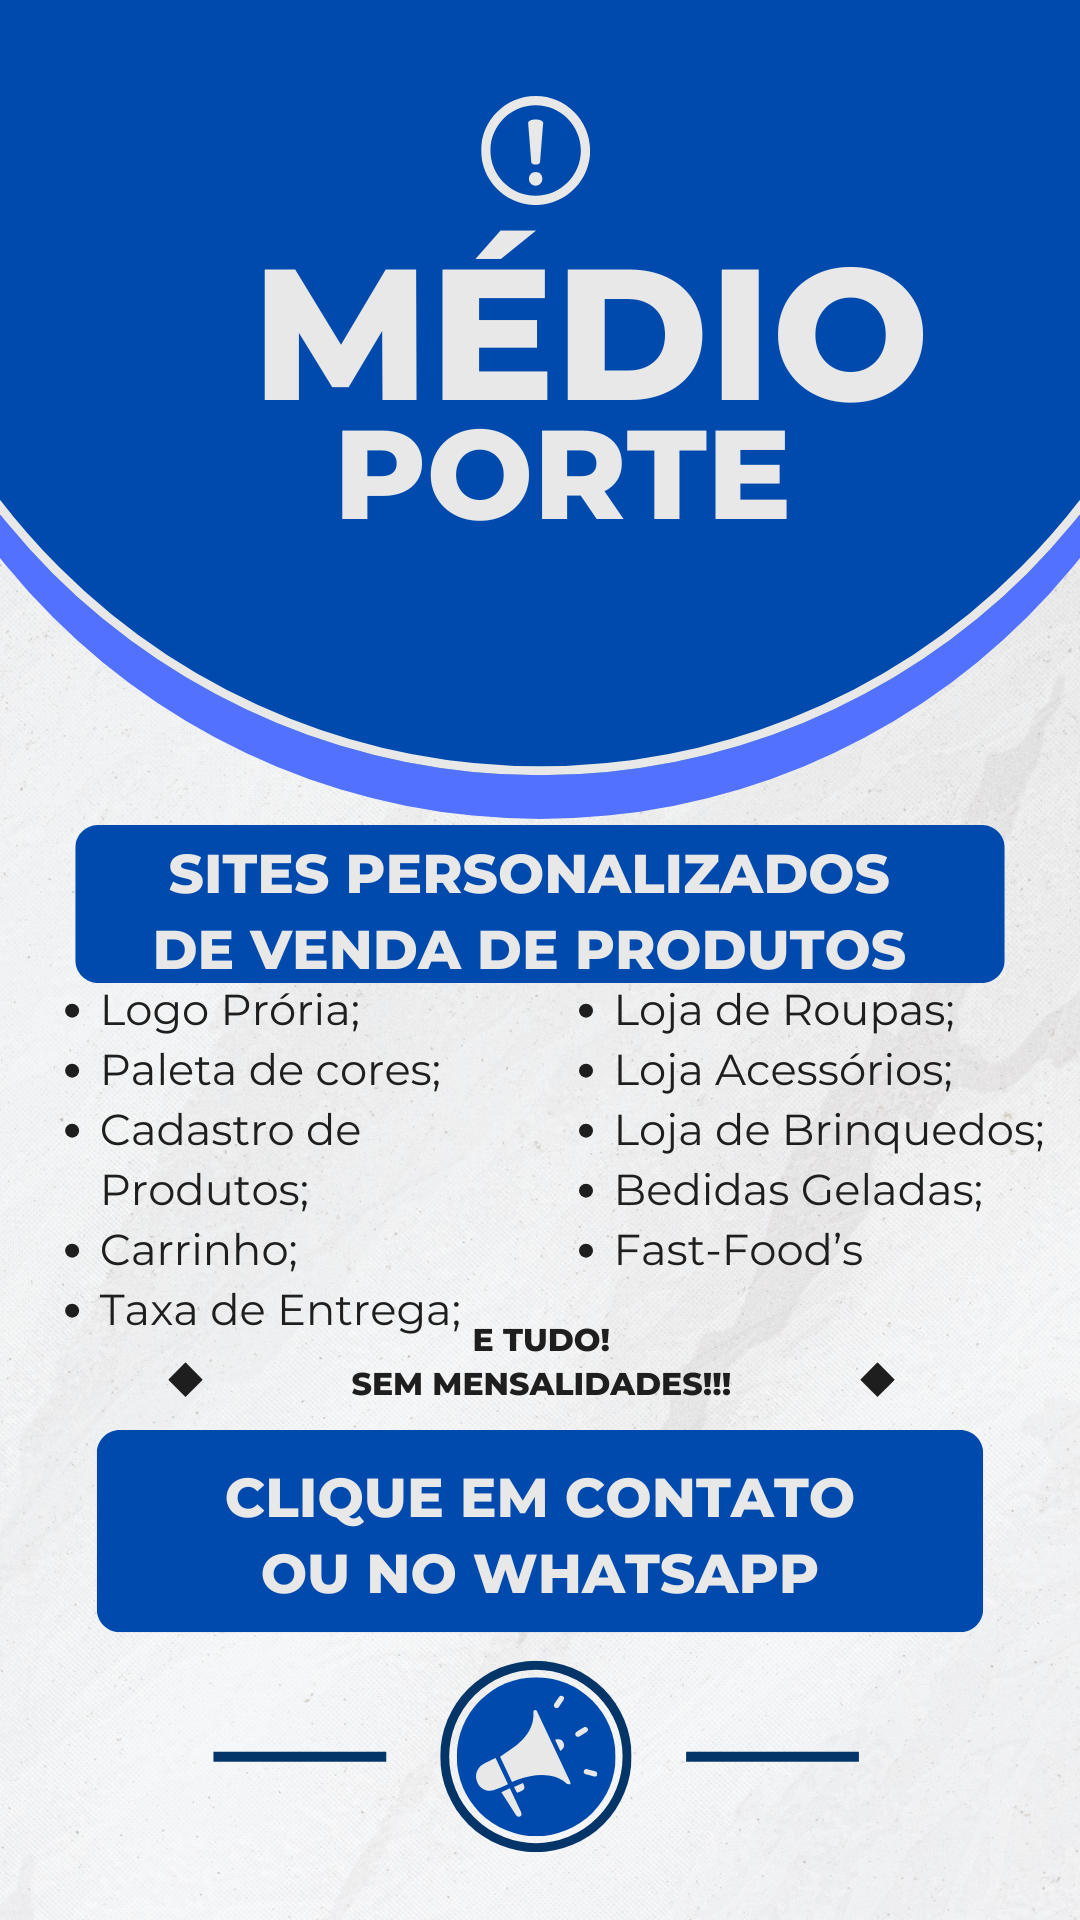 !
MÉDIO
PORTE
SITES PERSONALIZADOS
DE VENDA DE PRODUTOS
• Logo Próría;
• Paleta de cores;
• Cadastro de
Produtos;
• Carrinho;
• Taxa de Entrega;
• Loja de Roupas;
• Loja Acessórios;
• Loja de Brinquedos;
• Bedidas Geladas;
• Fast-Food’s
E TUDO!
SEM MENSALIDADES!!!
CLIQUE EM CONTATO
OU NO WHATSAPP